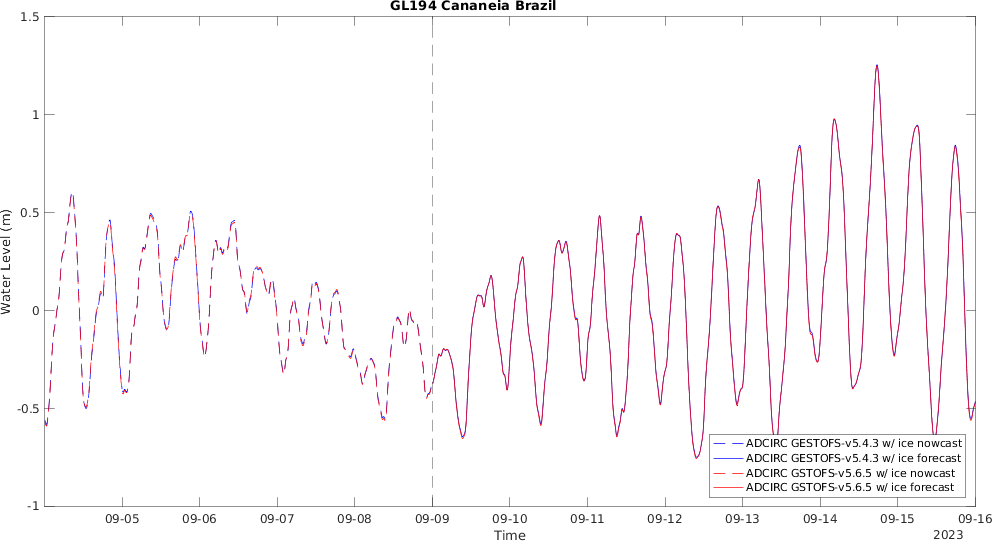 GL194 Cananeia Brazil
1.5
1
0.5
0
-0.5
-1
Water Level (m)
ADCIRC GESTOFS-v5.4.3 w/ ice nowcast
ADCIRC GESTOFS-v5.4.3 w/ ice forecast
ADCIRC GSTOFS-v5.6.5 w/ ice nowcast
ADCIRC GSTOFS-v5.6.5 w/ ice forecast
09-05 09-06 09-07 09-08 09-09 09-10 09-11 09-12 09-13 09-14 09-15 09-16
Time
2023